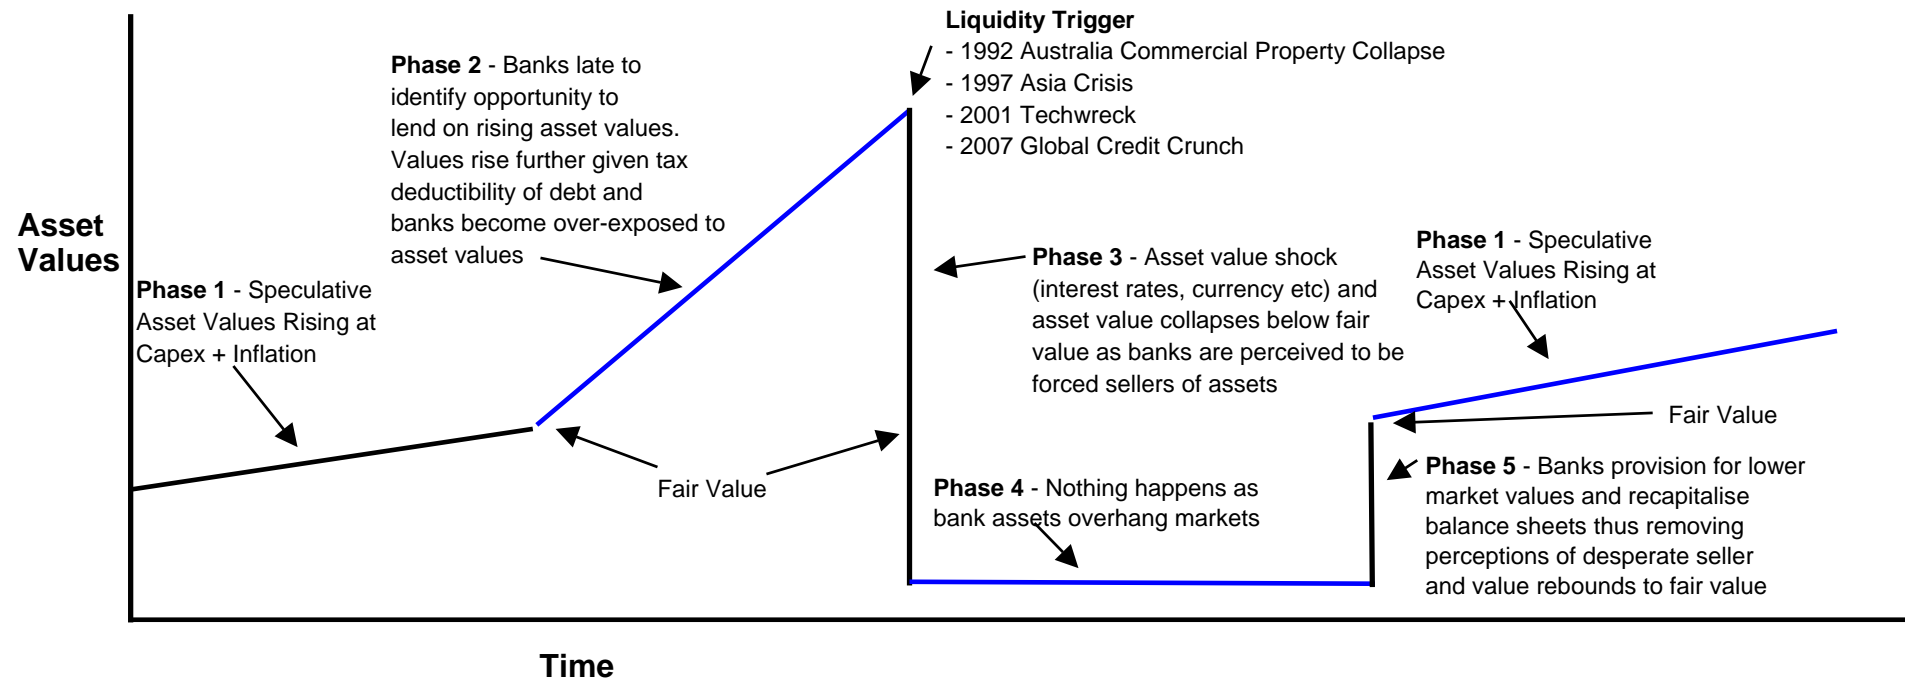 Liquidity Trigger
- 1992 Australia Commercial Property Collapse
- 1997 Asia Crisis
- 2001 Techwreck
- 2007 Global Credit Crunch
Phase 2 - Banks late to
identify opportunity to
lend on rising asset values.
Values rise further given tax
deductibility of debt and
banks become over-exposed to
asset values
Asset
Values
Phase 1 - Speculative
Asset Values Rising at
Capex + Inflation
Phase 3 - Asset value shock
(interest rates, currency etc) and
asset value collapses below fair
value as banks are perceived to be
forced sellers of assets
Phase 1 - Speculative
Asset Values Rising at
Capex + Inflation
Fair Value
Fair Value
Phase 4 - Nothing happens as
bank assets overhang markets
Phase 5 - Banks provision for lower
market values and recapitalise
balance sheets thus removing
perceptions of desperate seller
and value rebounds to fair value
Time